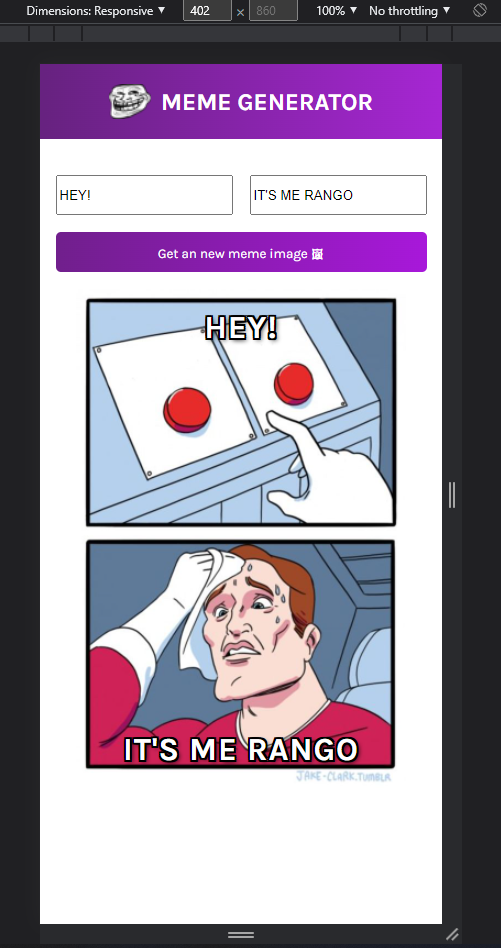 Dimensions: Responsive ▼ 402 × 860 100% ▼ No throttling ▼
MEME GENERATOR
HEY! IT'S ME RANGO
Get an new meme image 🖼
HEY!
IT'S ME RANGO
JAKE-CLARK.TUMBLR